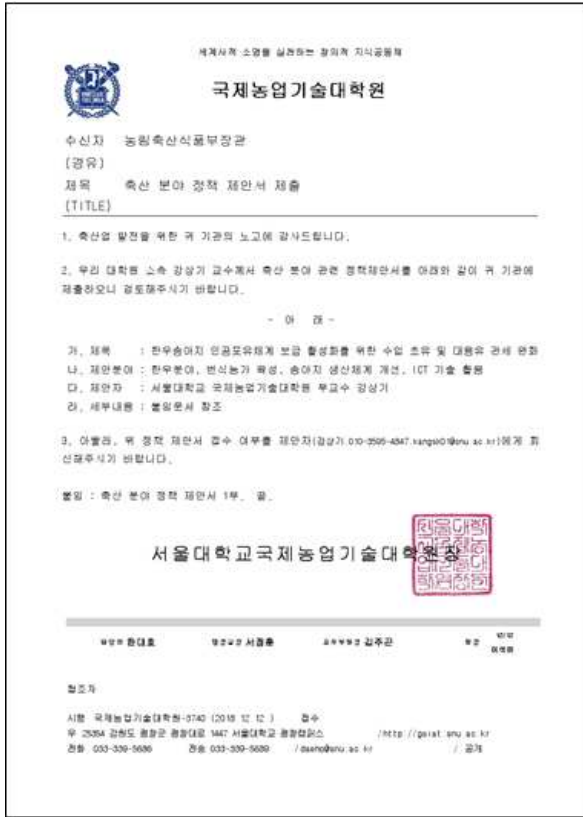 세계사적 소명을 실천하는 창의적 지식공동체
국제농업기술대학원
수신자 농림축산식품부장관
(경유)
제목 축산 분야 정책 제안서 제출
(TITLE)
1. 축산업 발전을 위한 귀 기관의 노고에 감사드립니다.
2. 우리 대학원 소속 강상기 교수께서 축산 분야 관련 정책제안서를 아래와 같이 귀 기관에
제출하오니 검토해주시기 바랍니다.
- 아 래 -
가. 제목 : 한우송아지 인공포유체계 보급 활성화를 위한 수입 초유 및 대용유 관세 완화
나. 제안분야 : 한우분야, 번식농가 육성, 송아지 생산체계 개선, ICT 기술 활용
다. 제안자 : 서울대학교 국제농업기술대학원 부교수 강상기
라. 세부내용 : 붙임문서 참조
3. 아울러, 위 정책 제안서 접수 여부를 제안자(강상기 010-3595-4847 kangsk01@snu.ac.kr)에게 회
신해주시기 바랍니다.
붙임 : 축산 분야 정책 제안서 1부. 끝.
서울대학교국제농업기술대학원장
한대호 서경훈 김주관
협조자
시행 국제농업기술대학원-3740 (2018.12.12.) 접수
우 25354 강원도 평창군 평창대로 1447 서울대학교 평창캠퍼스 /http://gsiat.snu.ac.kr
전화 033-339-5686 전송 033-339-5689 /daeho@snu.ac.kr / 공개